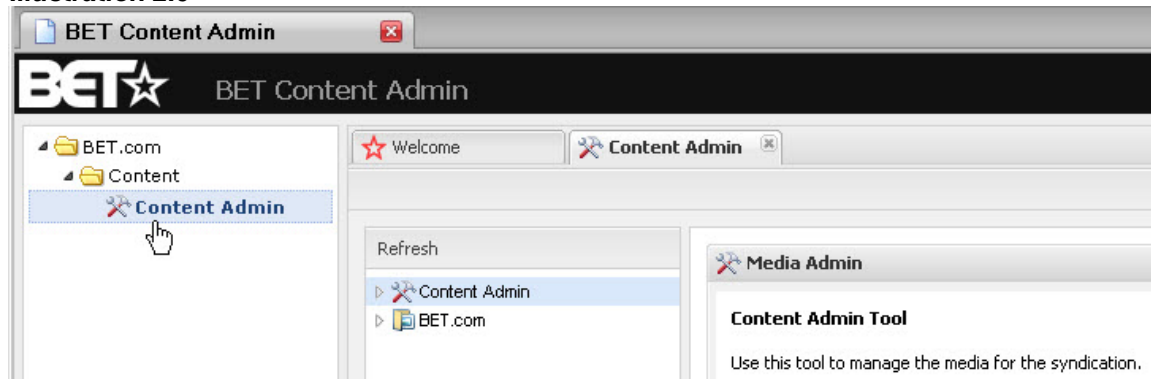 BET Content Admin
BET BET Content Admin
BET.com
Content
Content Admin
Welcome
Content Admin
Refresh
Content Admin
BET.com
Media Admin
Content Admin Tool
Use this tool to manage the media for the syndication.